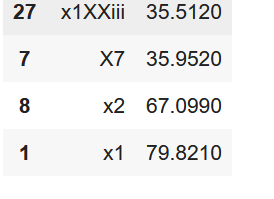 27 x1XXiii 35.5120
7 X7 35.9520
8 x2 67.0990
1 x1 79.8210